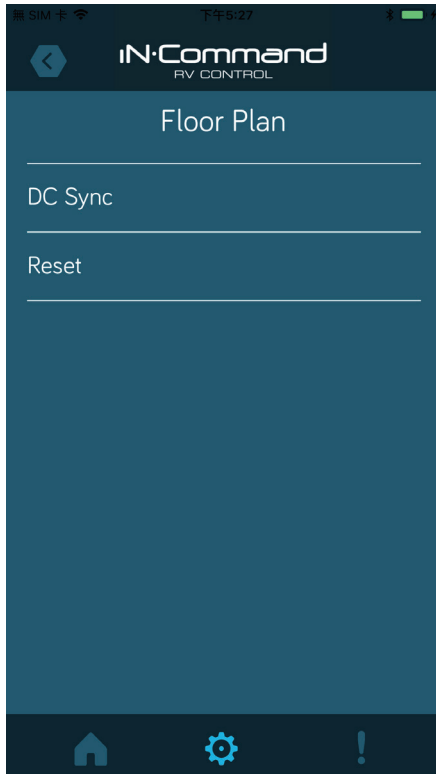 無 SIM 卡 下午5:27
iN·Command
RV CONTROL
Floor Plan
DC Sync
Reset